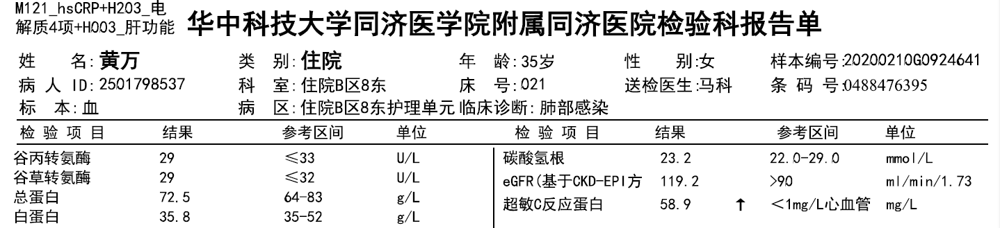 M121_hsCRP+H203_电
解质4项+H003_肝功能
华中科技大学同济医学院附属同济医院检验科报告单
姓 名: 黄万 类 别: 住院 年 龄: 35岁 性 别:女 样本编号:20200210G0924641
病 人 ID: 2501798537 科 室: 住院B区8东 床 号:021 送检医生:马科 条 码 号:0488476395
标 本: 血 病 区: 住院B区8东护理单元 临床诊断: 肺部感染
检 验 项 目 结果 参考区间 单位 检 验 项 目 结果 参考区间 单位
谷丙转氨酶 29 ≤33 U/L 碳酸氢根 23.2 22.0-29.0 mmol/L
谷草转氨酶 29 ≤32 U/L eGFR(基于CKD-EPI方 119.2 >90 ml/min/1.73
总蛋白 72.5 64-83 g/L 超敏C反应蛋白 58.9 ↑ <1mg/L心血管 mg/L
白蛋白 35.8 35-52 g/L